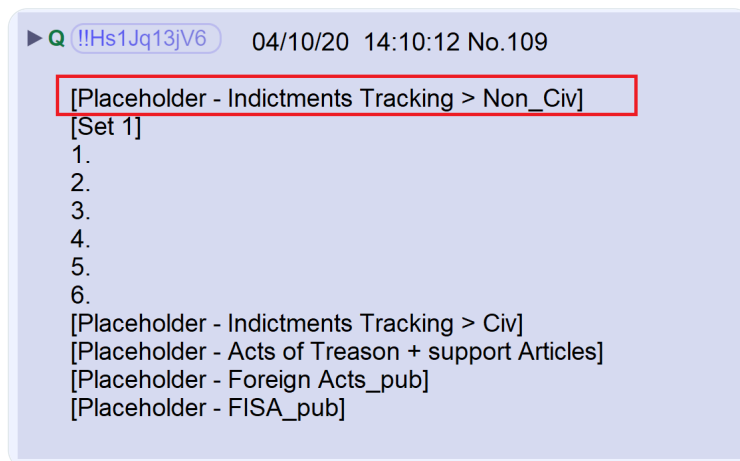 ▶Q !!Hs1Jq13jV6 04/10/20 14:10:12 No.109
[Placeholder - Indictments Tracking > Non_Civ]
[Set 1]
1.
2.
3.
4.
5.
6.
[Placeholder - Indictments Tracking > Civ]
[Placeholder - Acts of Treason + support Articles]
[Placeholder - Foreign Acts_pub]
[Placeholder - FISA_pub]